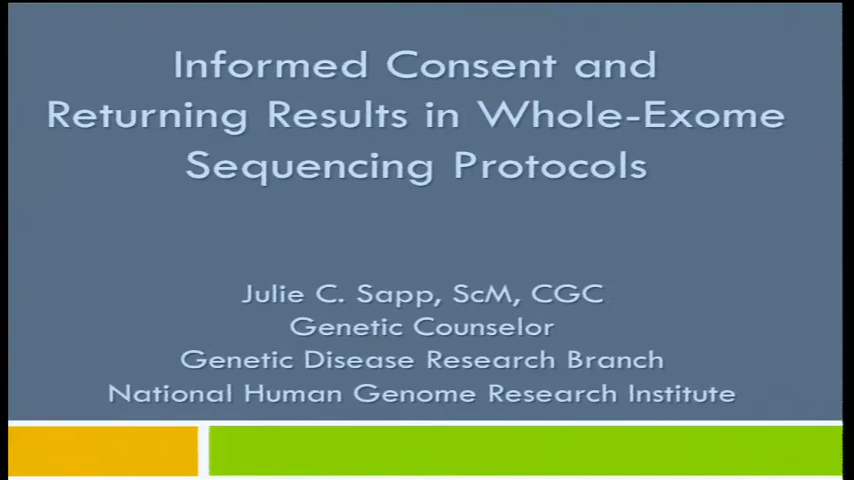 Informed Consent and
Returning Results in Whole-Exome
Sequencing Protocols
Julie C. Sapp, ScM, CGC
Genetic Counselor
Genetic Disease Research Branch
National Human Genome Research Institute